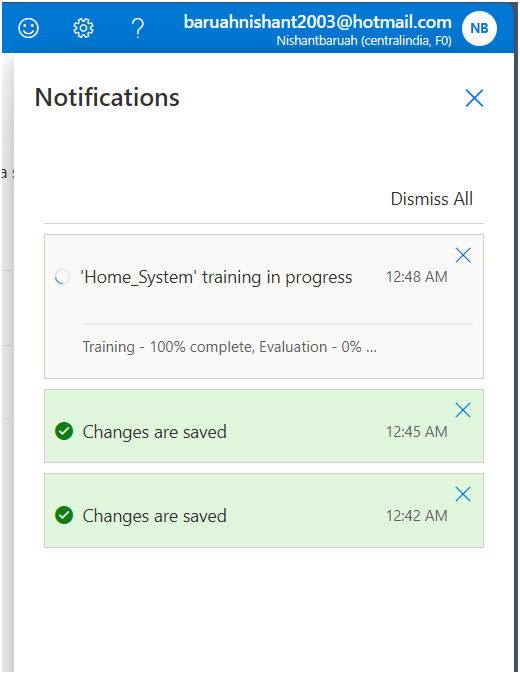 baruahnishant2003@hotmail.com
Nishantbaruah (centralindia, F0)
NB
Notifications
Dismiss All
'Home_System' training in progress 12:48 AM
Training - 100% complete, Evaluation - 0% ...
Changes are saved 12:45 AM
Changes are saved 12:42 AM